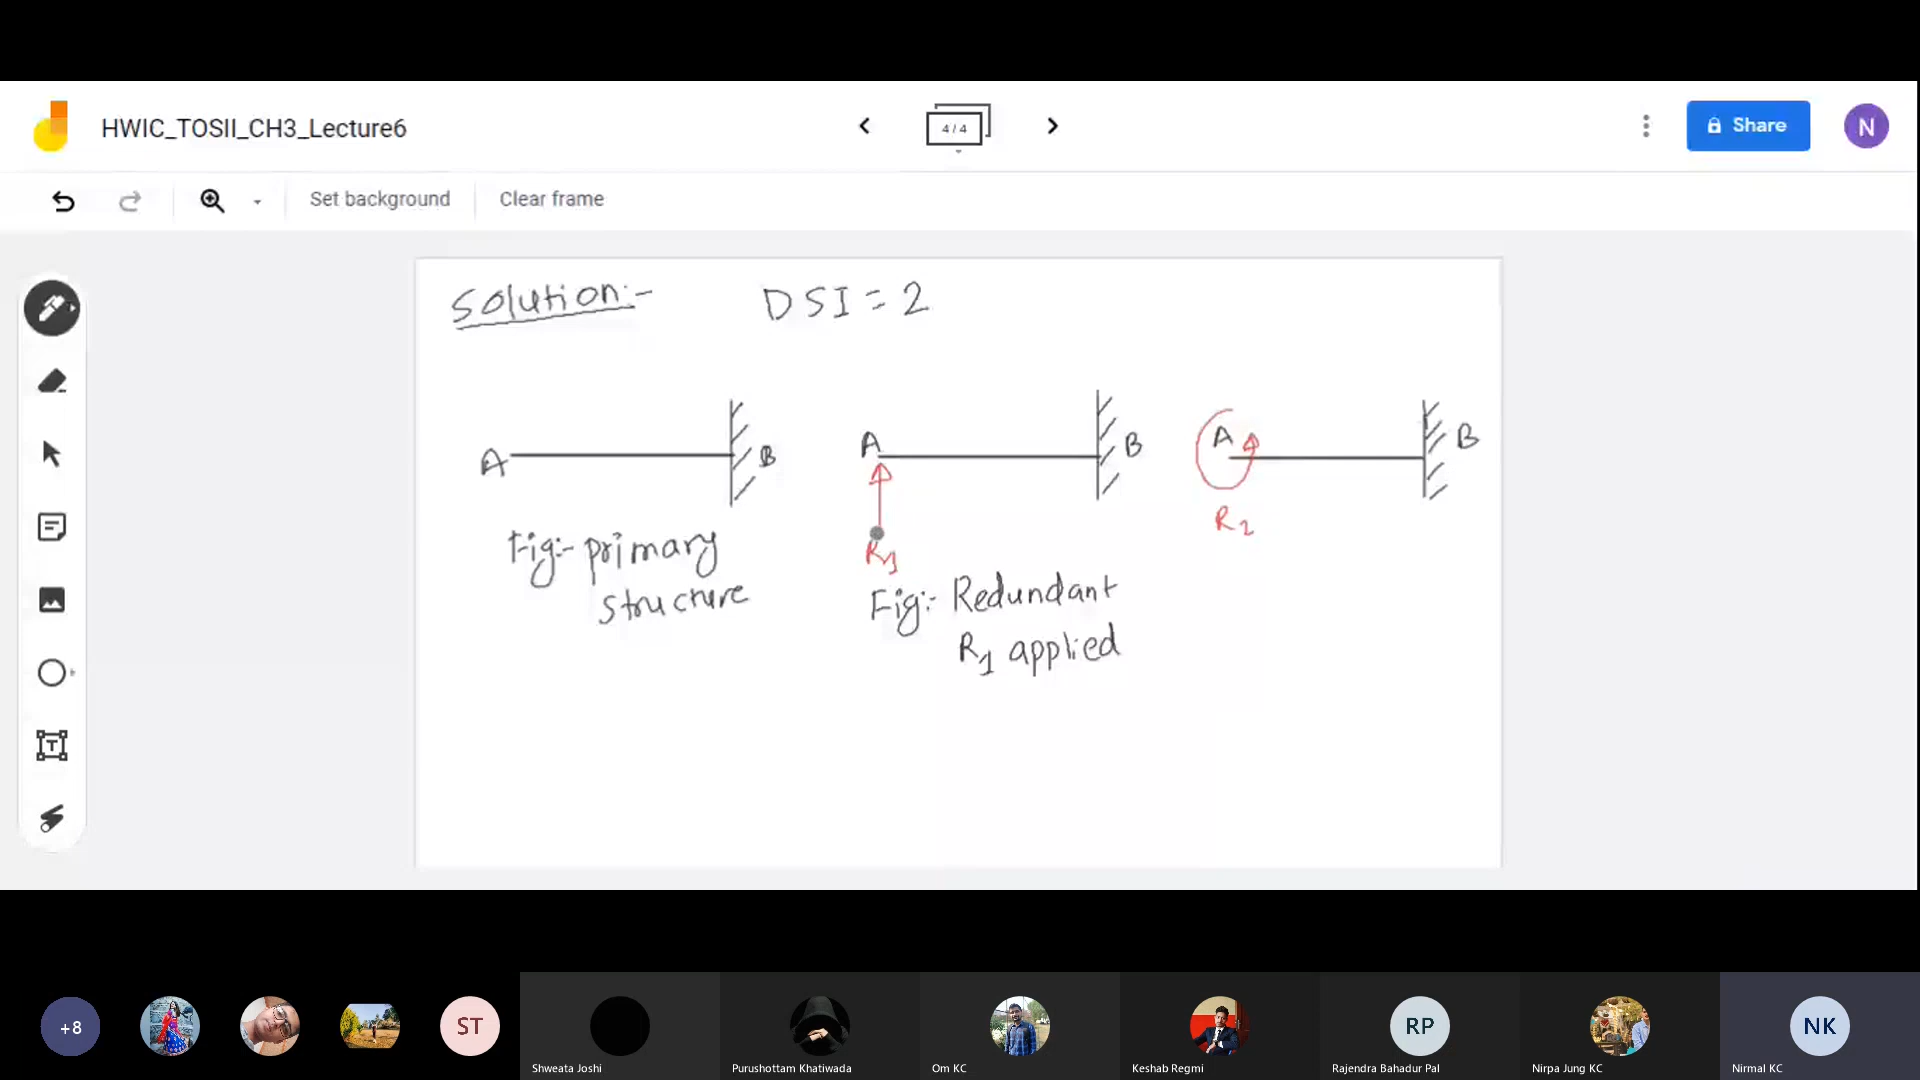 HWIC_TOSII_CH3_Lecture6
4/4
Share
N
Set background
Clear frame
Solution:-
DSI = 2
A
B
A
B
A
B
R1
R2
Fig:- primary
structure
Fig:- Redundant
R1 applied
T
+8
ST
RP
NK
Shweata Joshi
Purushottam Khatiwada
Om KC
Keshab Regmi
Rajendra Bahadur Pal
Nirpa Jung KC
Nirmal KC